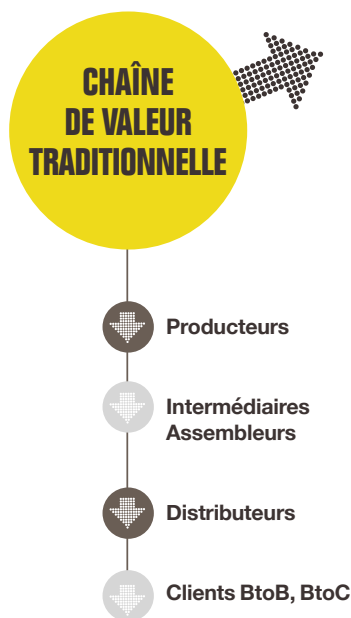 CHAÎNE
DE VALEUR
TRADITIONNELLE
Producteurs
Intermédiaires
Assembleurs
Distributeurs
Clients BtoB, BtoC